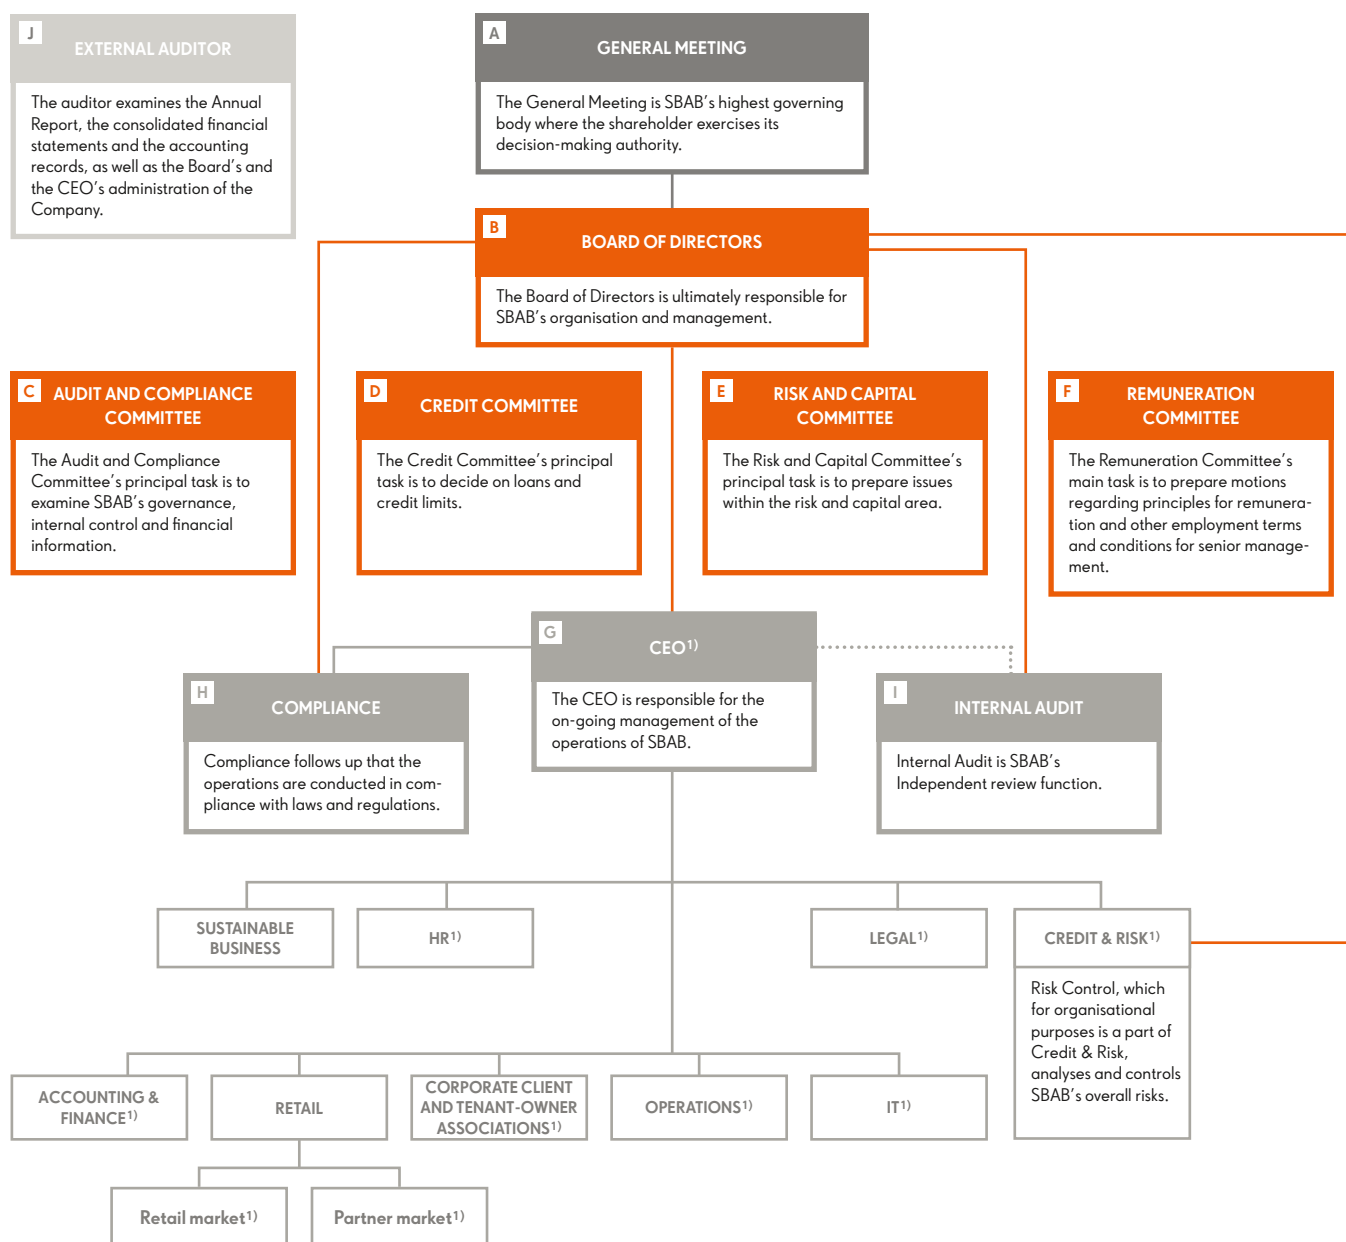 J
EXTERNAL AUDITOR
The auditor examines the Annual
Report, the consolidated financial
statements and the accounting
records, as well as the Board's and
the CEO's administration of the
Company.
A
GENERAL MEETING
The General Meeting is SBAB's highest governing
body where the shareholder exercises its
decision-making authority.
B
BOARD OF DIRECTORS
The Board of Directors is ultimately responsible for
SBAB's organisation and management.
C
AUDIT AND COMPLIANCE
COMMITTEE
The Audit and Compliance
Committee's principal task is to
examine SBAB's governance,
internal control and financial
information.
D
CREDIT COMMITTEE
The Credit Committee's principal
task is to decide on loans and
credit limits.
E
RISK AND CAPITAL
COMMITTEE
The Risk and Capital Committee's
principal task is to prepare issues
within the risk and capital area.
F
REMUNERATION
COMMITTEE
The Remuneration Committee's
main task is to prepare motions
regarding principles for remunera-
tion and other employment terms
and conditions for senior manage-
ment.
G
CEO1)
The CEO is responsible for the
on-going management of the
operations of SBAB.
H
COMPLIANCE
Compliance follows up that the
operations are conducted in com-
pliance with laws and regulations.
I
INTERNAL AUDIT
Internal Audit is SBAB's
Independent review function.
SUSTAINABLE
BUSINESS
HR1)
LEGAL1)
CREDIT & RISK1)
Risk Control, which
for organisational
purposes is a part of
Credit & Risk,
analyses and controls
SBAB's overall risks.
ACCOUNTING &
FINANCE1)
RETAIL
CORPORATE CLIENT
AND TENANT-OWNER
ASSOCIATIONS1)
OPERATIONS1)
IT1)
Retail market1)
Partner market1)